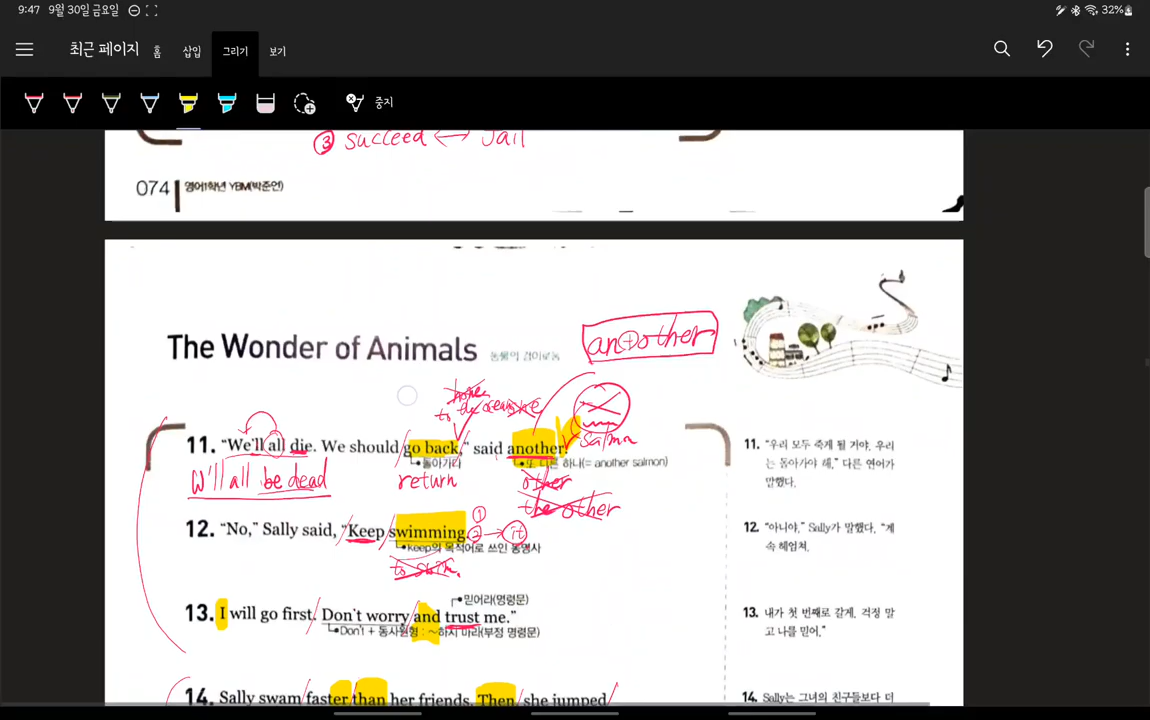 9:47 9월 30일 금요일 32%
최근 페이지 홈 삽입 그리기 보기
중지
③ succeed ↔ fail
074 영어1학년 YBM(박준언)
The Wonder of Animals 동물의 경이로움
an+other
to the ocean
salmon
11. “We’ll all die. We should go back,” said another.
돌아가다
또 다른 하나(= another salmon)
W'll all be dead
return
other
the other
12. “No,” Sally said, “Keep swimming.
① ② → it
keep의 목적어로 쓰인 동명사
to swim.
믿어라(명령문)
13. I will go first. Don’t worry and trust me.”
Don't + 동사원형 : ~하지 마라(부정 명령문)
14. Sally swam faster than her friends. Then she jumped
11. “우리 모두 죽게 될 거야. 우리
는 돌아가야 해,” 다른 연어가
말했다.
12. “아니야,” Sally가 말했다. “계
속 헤엄쳐.
13. 내가 첫 번째로 갈게. 걱정 말
고 나를 믿어.”
14. Sally는 그녀의 친구들보다 더